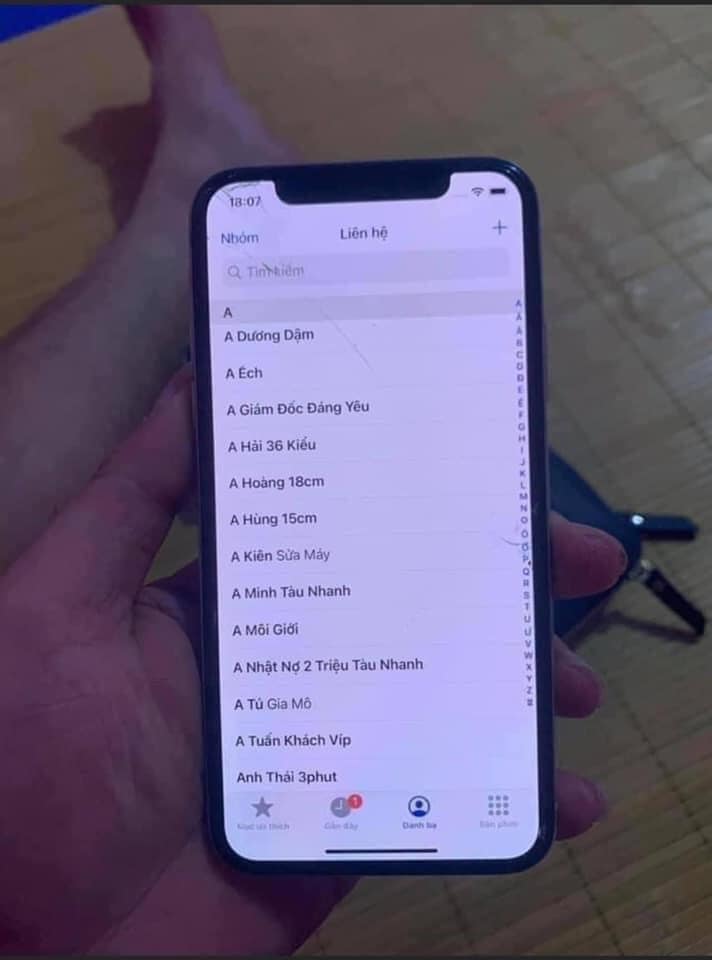 18:07
Nhóm
Liên hệ
+
Tìm kiếm
A
A Dương Dậm
A Ếch
A Giám Đốc Đáng Yêu
A Hải 36 Kiểu
A Hoàng 18cm
A Hùng 15cm
A Kiên Sửa Máy
A Minh Tàu Nhanh
A Môi Giới
A Nhật Nợ 2 Triệu Tàu Nhanh
A Tú Gia Mô
A Tuấn Khách Víp
Anh Thái 3phut
A
Ă
Â
B
C
D
Đ
E
Ê
F
G
H
I
J
K
L
M
N
O
Ô
Ơ
P
Q
R
S
T
U
Ư
V
W
X
Y
Z
#
1
Mục ưa thích
Gần đây
Danh bạ
Bàn phím